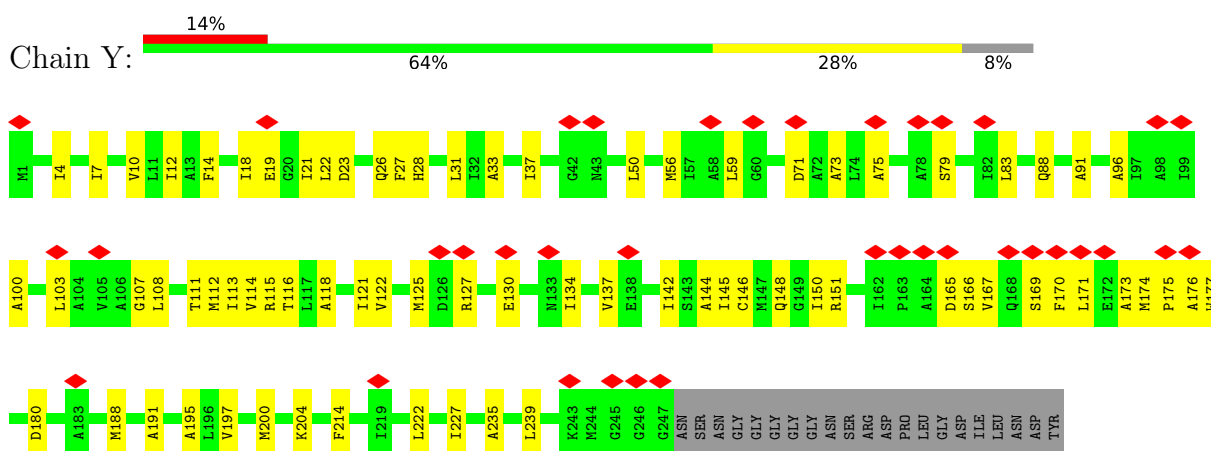 14%
Chain Y:
64% 28% 8%
M1 I4 I7 V10 L11 I12 A13 F14 I18 E19 G20 I21 L22 D23 Q26 F27 H28 L31 I32 A33 I37 G42 N43 L50 M56 I57 A58 L59 G60 D71 A72 A73 L74 A75 A78 S79 I82 L83 Q88 A91 A96 I97 A98 I99
A100 L103 A104 V105 A106 G107 L108 T111 M112 I113 V114 R115 T116 L117 A118 I121 V122 M125 D126 R127 E130 N133 I134 V137 E138 I142 S143 A144 I145 C146 M147 Q148 G149 I150 R151 I162 P163 A164 D165 S166 V167 Q168 S169 F170 L171 E172 A173 M174 P175 A176
D180 A183 M188 A191 A195 L196 V197 M200 K204 F214 I219 L222 I227 A235 L239 K243 M244 G245 G246 G247 ASN SER ASN GLY GLY GLY GLY GLY ASN SER ARG ASP PRO LEU GLY ASP ILE LEU ASN ASP TYR